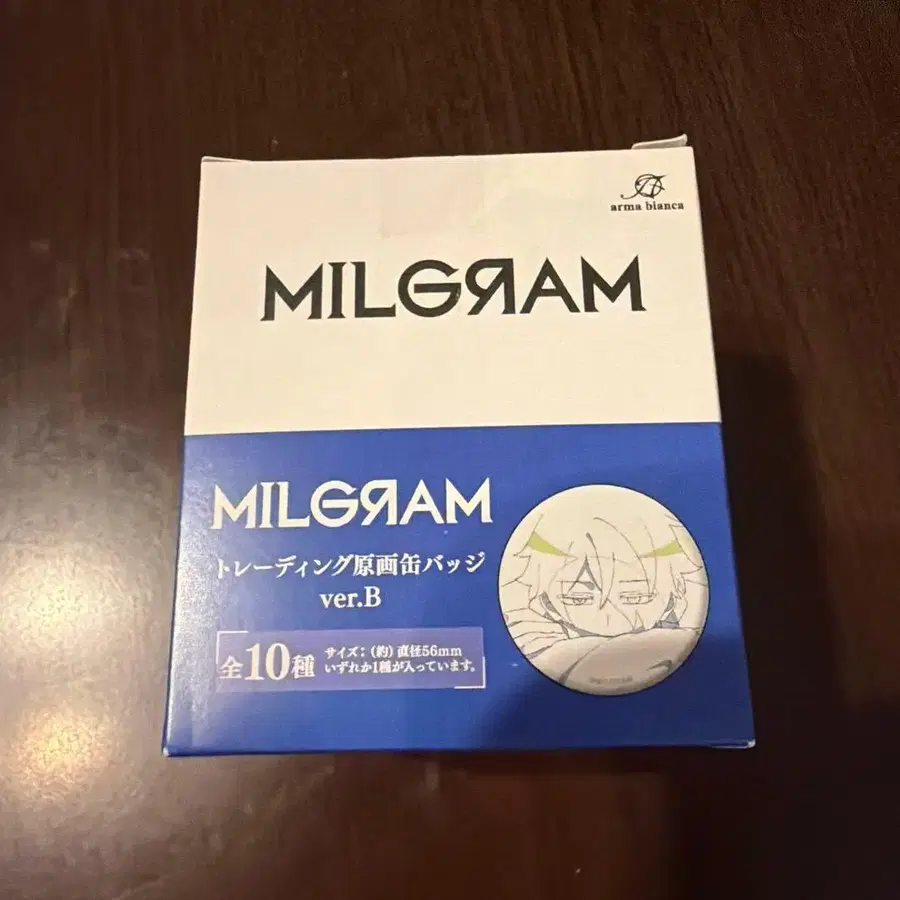 arma bianca
MILGЯAM
MILGЯAM
トレーディング原画缶バッジ
ver.B
全10種
サイズ：（約）直径56mm
いずれか1種が入っています。